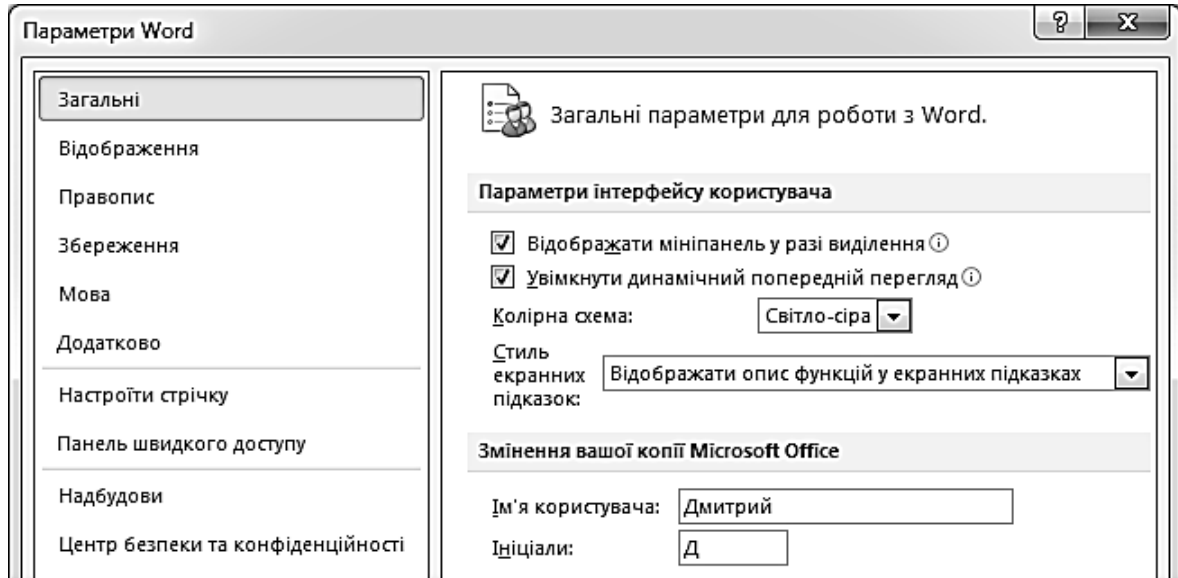 Параметри Word
Загальні
Відображення
Правопис
Збереження
Мова
Додатково
Настроїти стрічку
Панель швидкого доступу
Надбудови
Центр безпеки та конфіденційності
Загальні параметри для роботи з Word.
Параметри інтерфейсу користувача
Відображати мініпанель у разі виділення
Увімкнути динамічний попередній перегляд
Колірна схема: Світло-сіра
Стиль
екранних
підказок:
Відображати опис функцій у екранних підказках
Змінення вашої копії Microsoft Office
Ім'я користувача: Дмитрий
Ініціали: Д